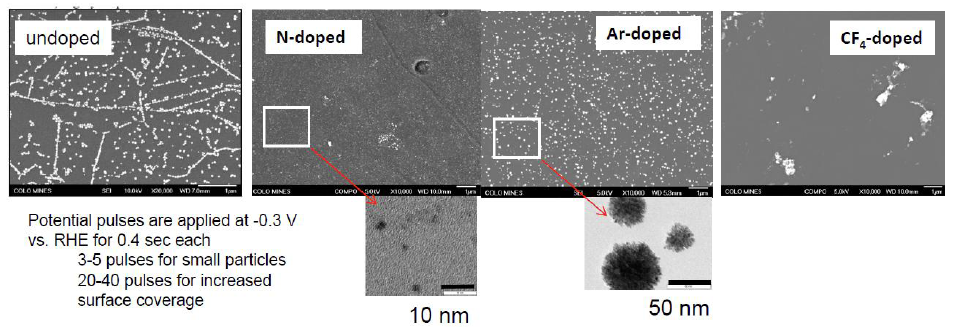 undoped
N-doped
Ar-doped
CF4-doped
COLO MINES SEI 10.0kV X20,000 WD 7.0mm 1μm
COLO MINES COMPO 5.0kV X10,000 WD 10.0mm 1μm
COLO MINES SEI 5.0kV X10,000 WD 5.3mm 1μm
COLO MINES COMPO 5.0kV X10,000 WD 10.0mm 1μm
Potential pulses are applied at -0.3 V
vs. RHE for 0.4 sec each
3-5 pulses for small particles
20-40 pulses for increased
surface coverage
10 nm
50 nm